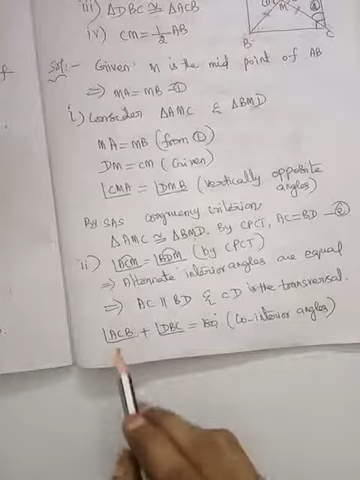 iii) ΔDBC ≅ ΔACB
iv) CM = 1/2 AB
M
B
C
Sol:- Given: M is the mid point of AB
⇒ MA = MB - ①
i) Consider ΔAMC & ΔBMD
MA = MB (from ①)
DM = CM (Given)
∠CMA = ∠DMB (Vertically opposite
angles)
By SAS congruency criterion,
ΔAMC ≅ ΔBMD. By CPCT, AC = BD - ②
ii) ∠ACM = ∠BDM (by CPCT)
⇒ Alternate interior angles are equal
⇒ AC || BD & CD is the transversal.
∠ACB + ∠DBC = 180° (Co-interior angles)